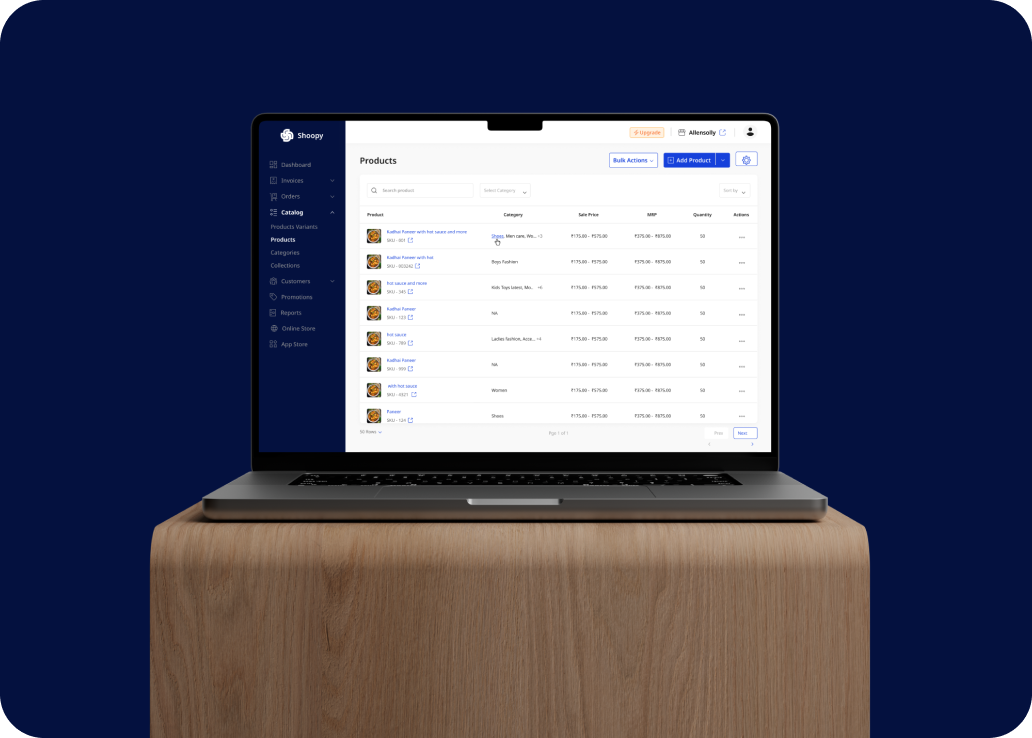 Shoopy
Upgrade
Allensolly
Products
Bulk Actions
Add Product
Dashboard
Invoices
Orders
Catalog
Products Variants
Products
Categories
Collections
Customers
Promotions
Reports
Online Store
App Store
Search product
Select Category
Sort by
Product Category Sale Price MRP Quantity Actions
Kadhai Paneer with hot sauce and more
SKU - 001
Shoes, Men care, Wo... +3 ₹175.00 - ₹575.00 ₹375.00 - ₹875.00 50
Kadhai Paneer with hot
Boys Fashion ₹175.00 - ₹575.00 ₹375.00 - ₹875.00 50
hot sauce and more
SKU - 345
Kids Toys latest, Mo... +6 ₹175.00 - ₹575.00 ₹375.00 - ₹875.00 50
Kadhai Paneer
SKU - 123
NA ₹175.00 - ₹575.00 ₹375.00 - ₹875.00 50
hot sauce
SKU - 789
Ladies fashion, Acce... +4 ₹175.00 - ₹575.00 ₹375.00 - ₹875.00 50
Kadhai Paneer
SKU - 999
NA ₹175.00 - ₹575.00 ₹375.00 - ₹875.00 50
with hot sauce
SKU - 4321
Women ₹175.00 - ₹575.00 ₹375.00 - ₹875.00 50
Paneer
SKU - 134
Shoes ₹175.00 - ₹575.00 ₹375.00 - ₹875.00 50
50 Rows
Page 1 of 1
Prev
Next